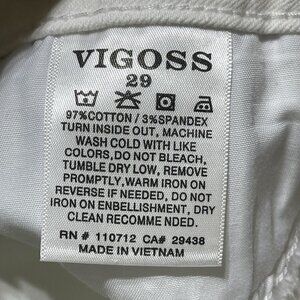 VIGOSS
29
97%COTTON / 3%SPANDEX
TURN INSIDE OUT, MACHINE
WASH COLD WITH LIKE
COLORS,DO NOT BLEACH,
TUMBLE DRY LOW, REMOVE
PROMPTLY,WARM IRON ON
REVERSE IF NEEDED, DO NOT
IRON ON EMBELLISHMENT, DRY
CLEAN RECOMME NDED.
RN # 110712 CA# 29438
MADE IN VIETNAM